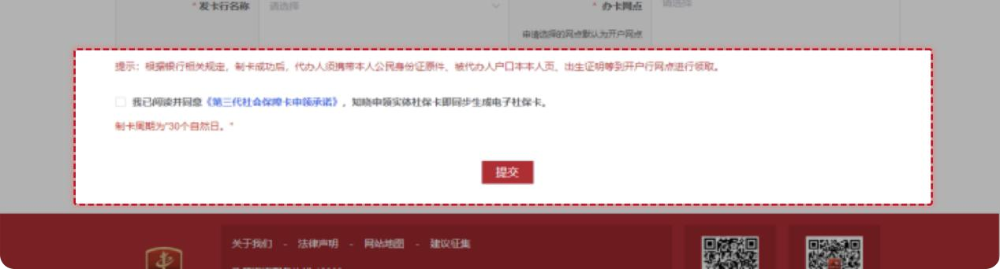 * 发卡行名称 请选择 * 办卡网点 请选择
申请选择的网点默认为开户网点
提示：根据银行相关规定，制卡成功后，代办人须携带本人公民身份证原件、被代办人户口本本人页、出生证明等到开户行网点进行领取。
我已阅读并同意《第三代社会保障卡申领承诺》，知晓申领实体社保卡即同步生成电子社保卡。
制卡周期为"30个自然日。"
提交
关于我们 - 法律声明 - 网站地图 - 建议征集